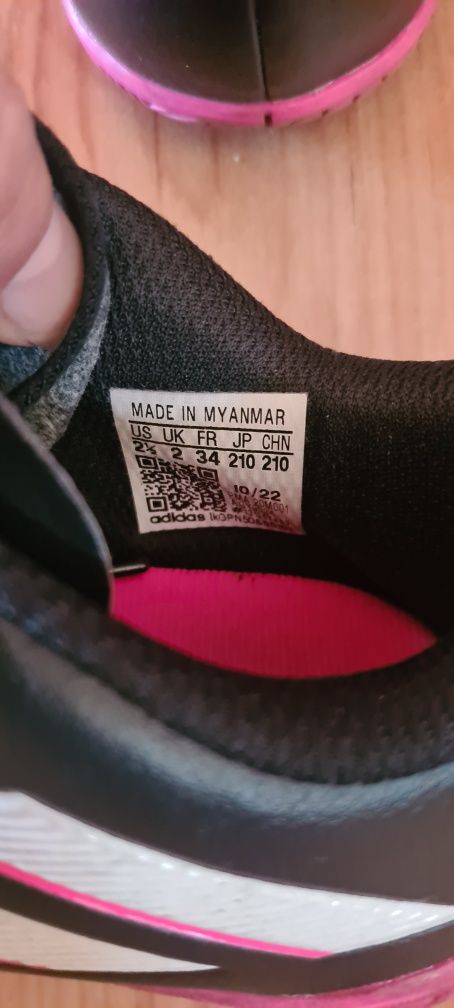 MADE IN MYANMAR
US UK FR JP CHN
2½ 2 34 210 210
10/22
adidas